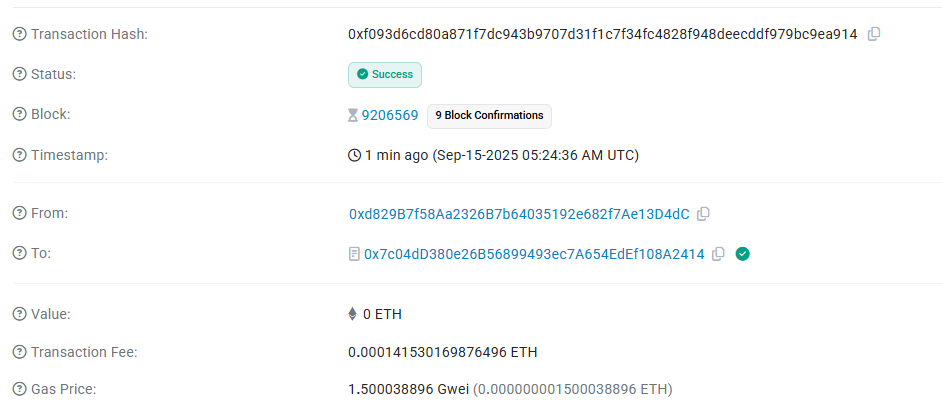 Transaction Hash: 0xf093d6cd80a871f7dc943b9707d31f1c7f34fc4828f948deecddf979bc9ea914
Status: Success
Block: 9206569 9 Block Confirmations
Timestamp: 1 min ago (Sep-15-2025 05:24:36 AM UTC)
From: 0xd829B7f58Aa2326B7b64035192e682f7Ae13D4dC
To: 0x7c04dD380e26B56899493ec7A654EdEf108A2414
Value: 0 ETH
Transaction Fee: 0.000141530169876496 ETH
Gas Price: 1.500038896 Gwei (0.000000001500038896 ETH)